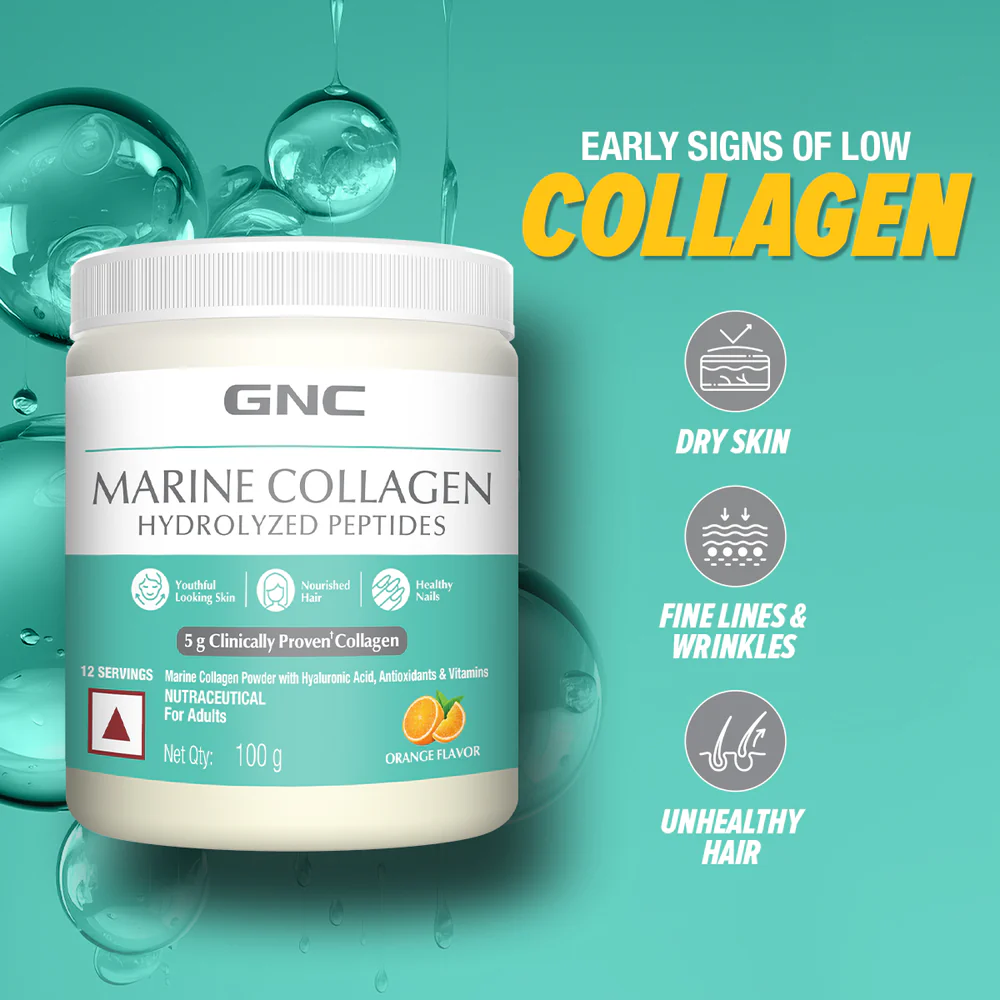 EARLY SIGNS OF LOW
COLLAGEN
GNC
MARINE COLLAGEN
HYDROLYZED PEPTIDES
Youthful
Looking Skin
Nourished
Hair
Healthy
Nails
5 g Clinically Proven† Collagen
12 SERVINGS
Marine Collagen Powder with Hyaluronic Acid, Antioxidants & Vitamins
NUTRACEUTICAL
For Adults
Net Qty: 100 g
ORANGE FLAVOR
DRY SKIN
FINE LINES &
WRINKLES
UNHEALTHY
HAIR